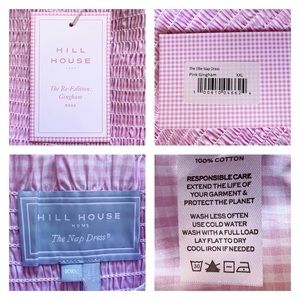 HILL
HOUSE
HOME
The Re-Edition:
Gingham
The Ellie Nap Dress
Pink Gingham XXL
HILL HOUSE
HOME
The Nap Dress®
XXL
100% COTTON
RESPONSIBLE CARE
EXTEND THE LIFE OF
YOUR GARMENT &
PROTECT THE PLANET
WASH LESS OFTEN
USE COLD WATER
WASH WITH A FULL LOAD
LAY FLAT TO DRY
COOL IRON IF NEEDED
30